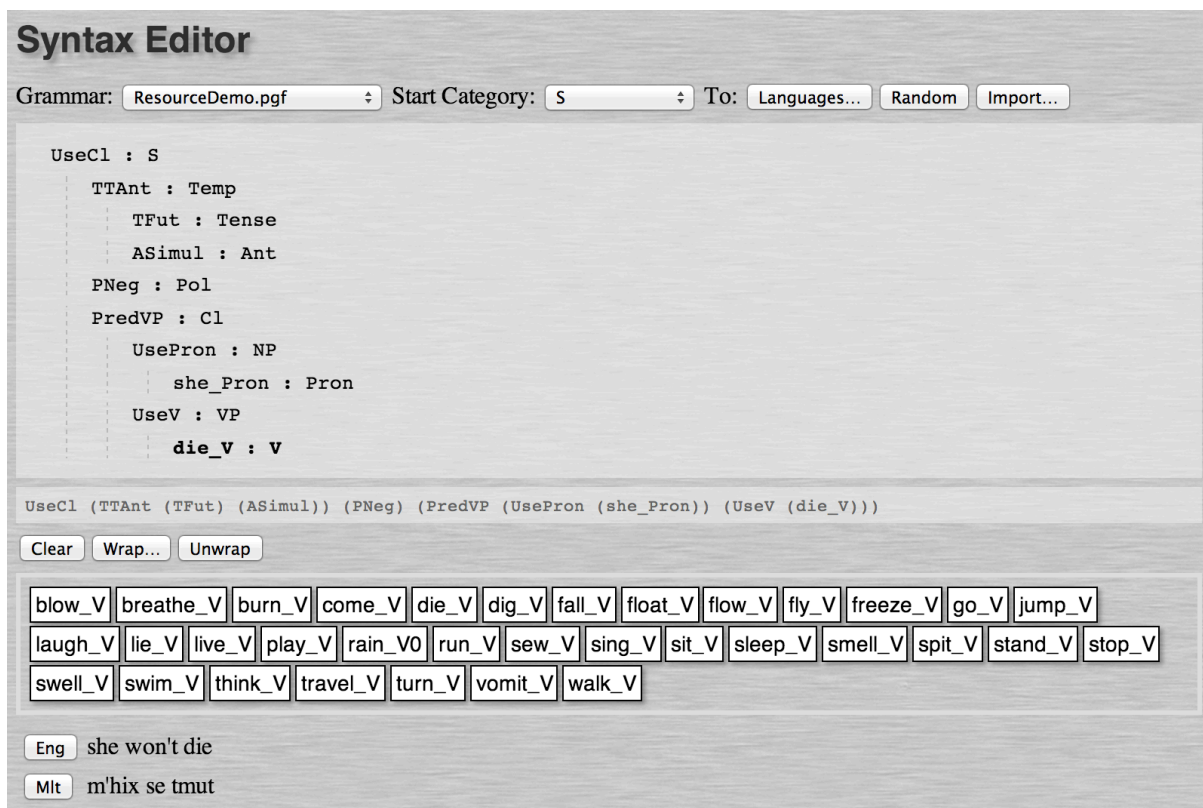 Syntax Editor
Grammar: ResourceDemo.pgf Start Category: S To: Languages... Random Import...
UseCl : S
TTAnt : Temp
TFut : Tense
ASimul : Ant
PNeg : Pol
PredVP : Cl
UsePron : NP
she_Pron : Pron
UseV : VP
die_V : V
UseCl (TTAnt (TFut) (ASimul)) (PNeg) (PredVP (UsePron (she_Pron)) (UseV (die_V)))
Clear Wrap... Unwrap
blow_V breathe_V burn_V come_V die_V dig_V fall_V float_V flow_V fly_V freeze_V go_V jump_V
laugh_V lie_V live_V play_V rain_V0 run_V sew_V sing_V sit_V sleep_V smell_V spit_V stand_V stop_V
swell_V swim_V think_V travel_V turn_V vomit_V walk_V
Eng she won't die
Mlt m'hix se tmut